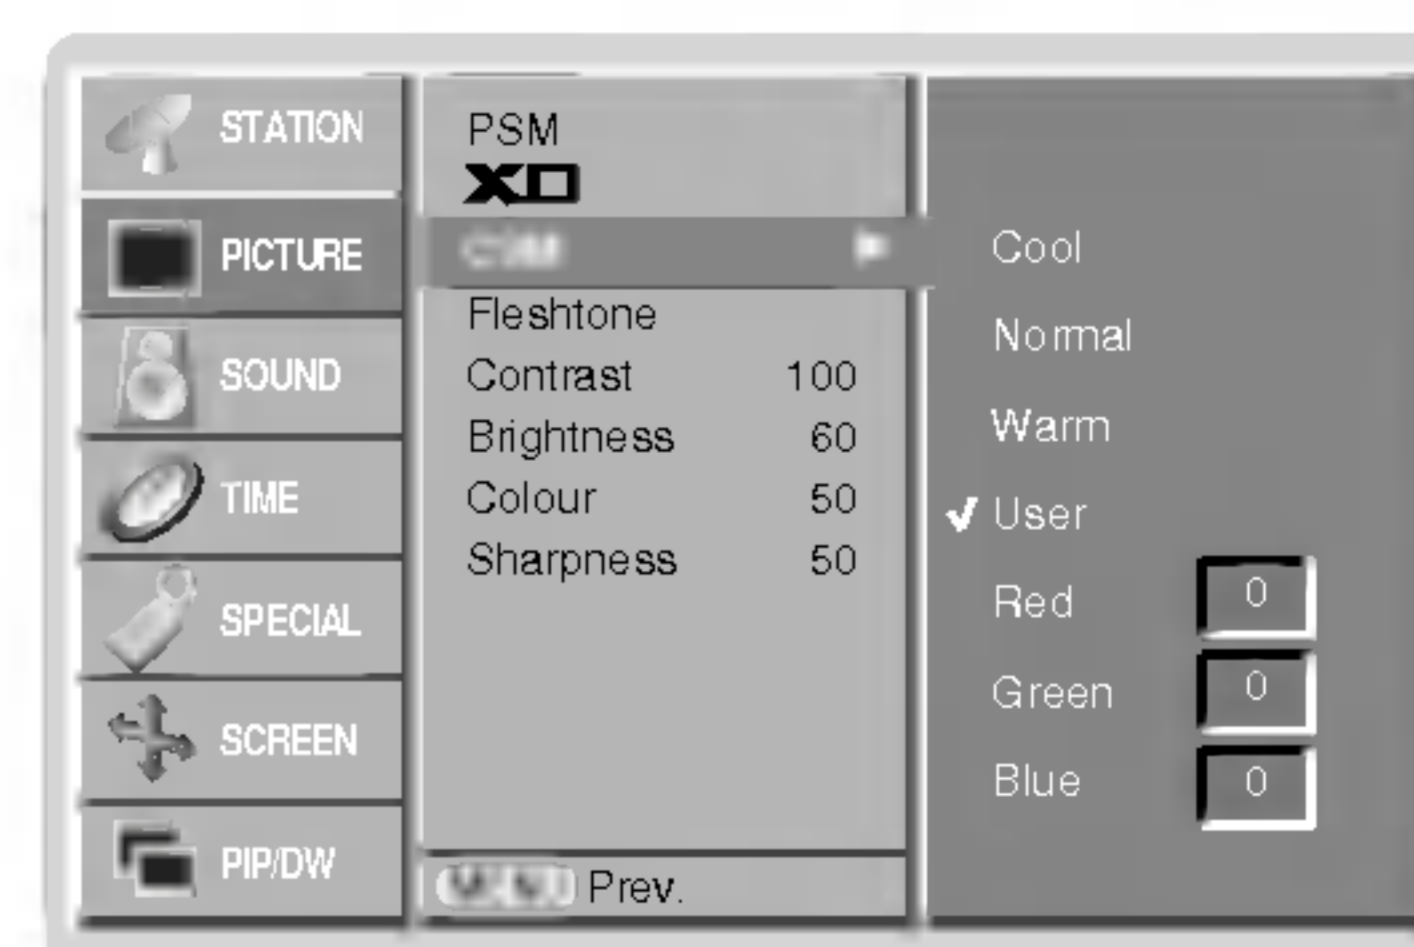 STATION
PICTURE
SOUND
TIME
SPECIAL
SCREEN
PIP/DW
PSM
XD
Fleshtone
Contrast 100
Brightness 60
Colour 50
Sharpness 50
Prev.
Cool
Normal
Warm
User
Red 0
Green 0
Blue 0